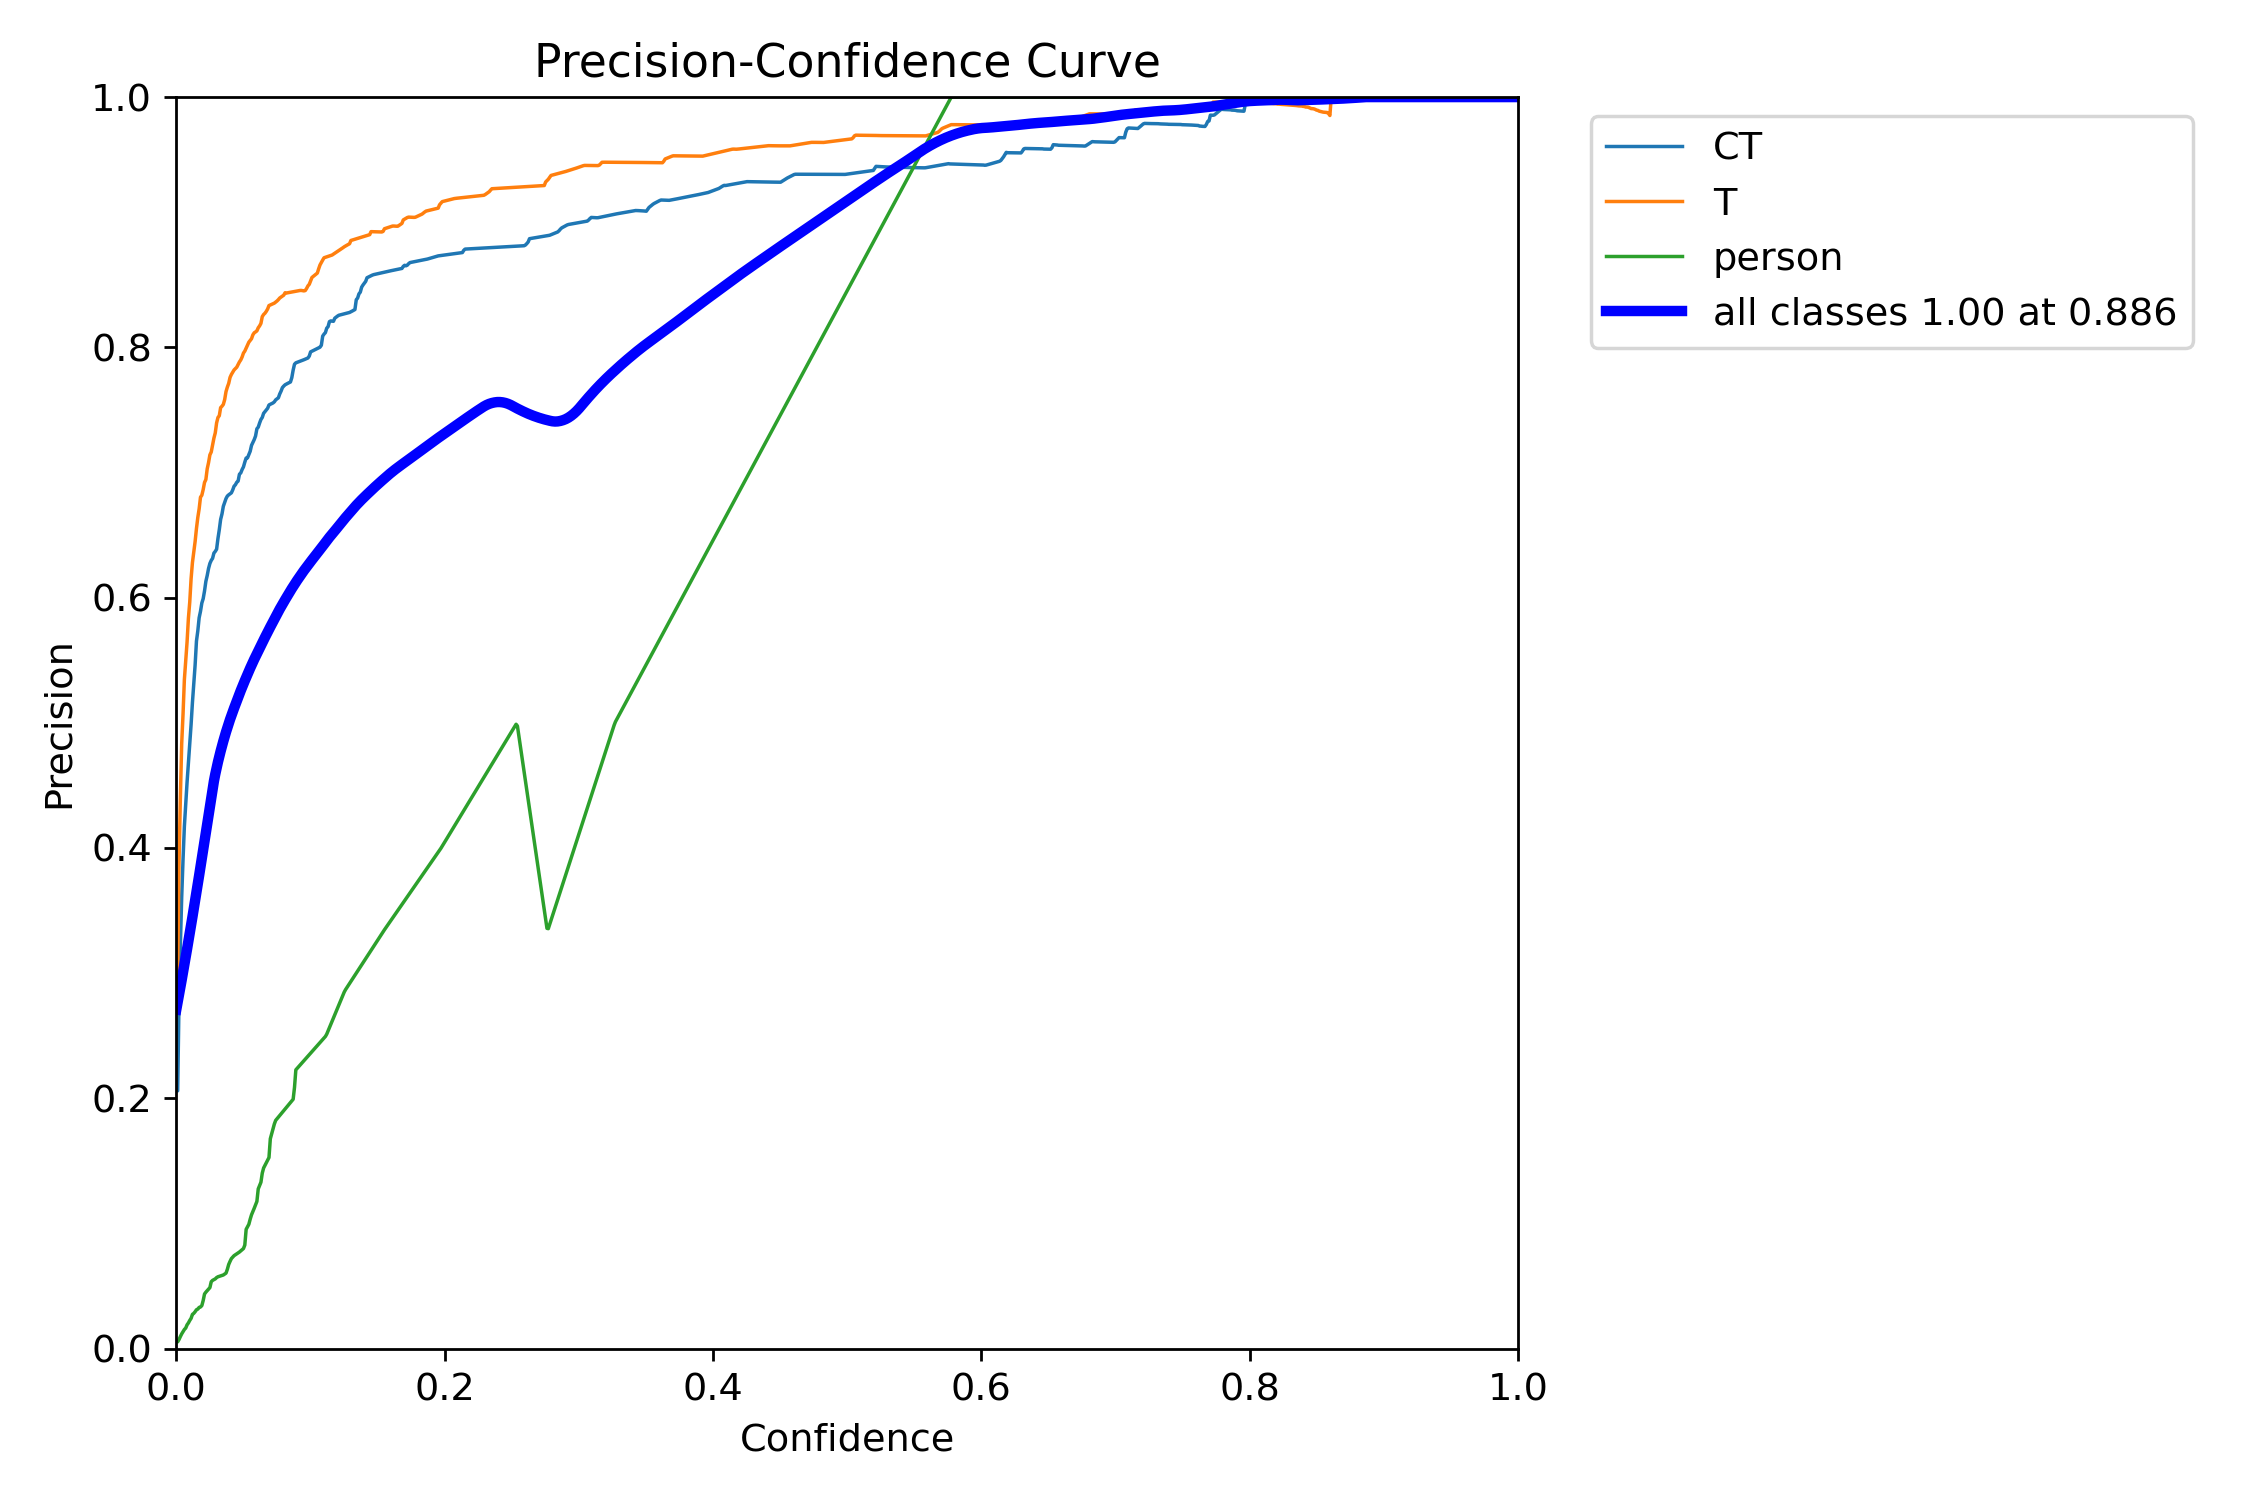 Precision-Confidence Curve
1.0
0.8
0.6
0.4
0.2
0.0
Precision
0.0 0.2 0.4 0.6 0.8 1.0
Confidence
CT
T
person
all classes 1.00 at 0.886